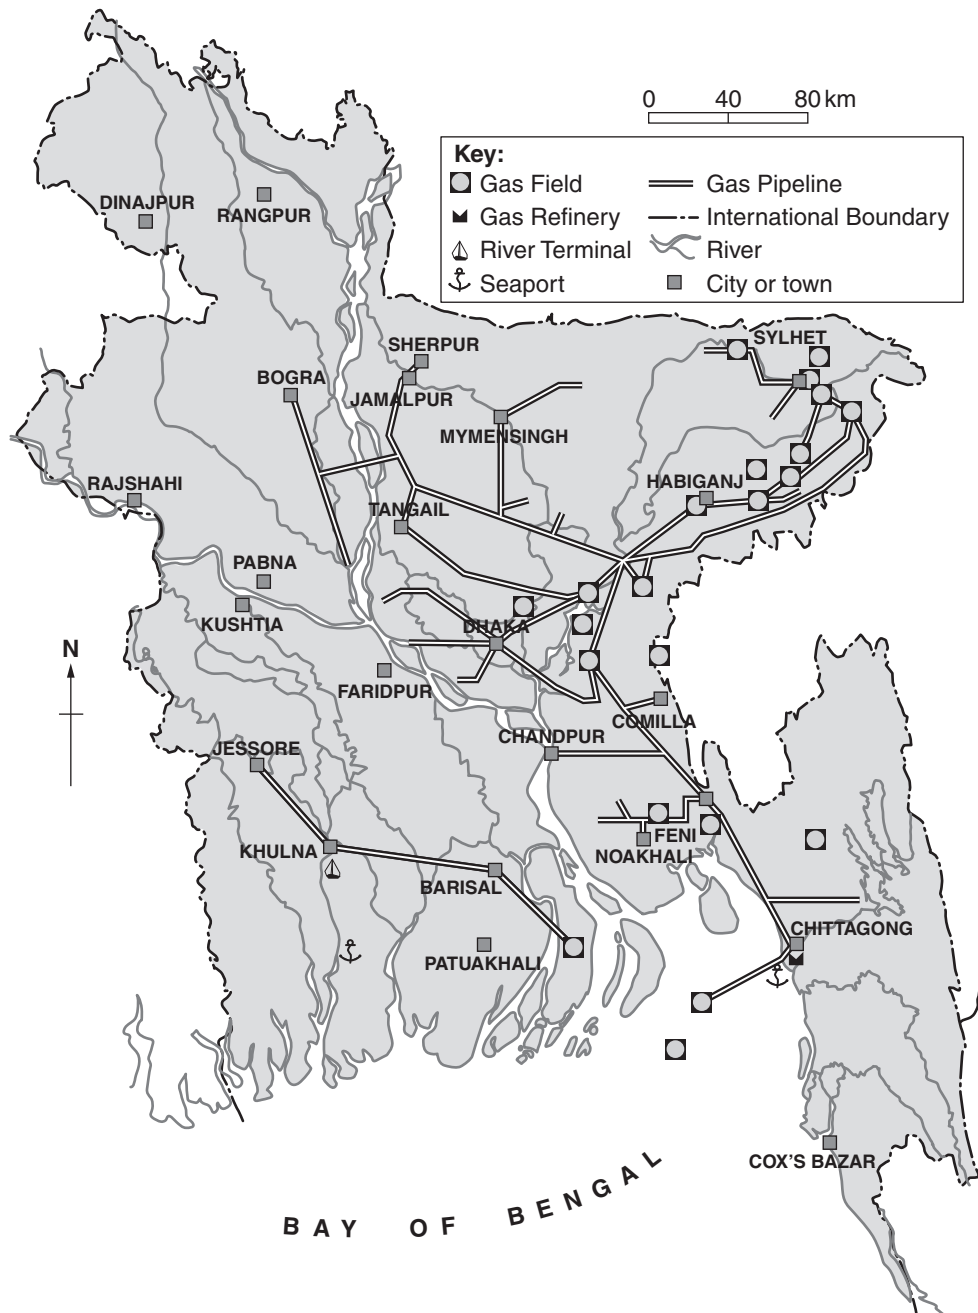 0 40 80 km
Key:
Gas Field
Gas Pipeline
Gas Refinery
International Boundary
River Terminal
River
Seaport
City or town
DINAJPUR
RANGPUR
SYLHET
SHERPUR
BOGRA
JAMALPUR
MYMENSINGH
RAJSHAHI
HABIGANJ
TANGAIL
PABNA
KUSHTIA
DHAKA
N
FARIDPUR
COMILLA
CHANDPUR
JESSORE
FENI
KHULNA
NOAKHALI
BARISAL
CHITTAGONG
PATUAKHALI
COX'S BAZAR
BAY OF BENGAL